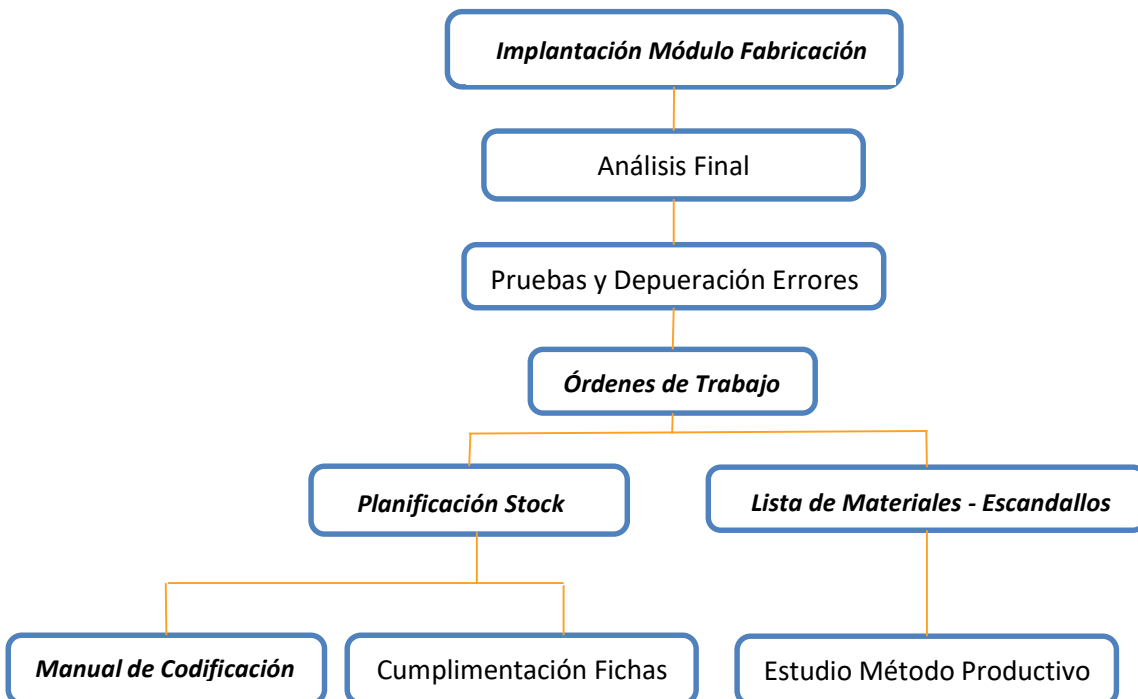 Implantación Módulo Fabricación
Análisis Final
Pruebas y Depueración Errores
Órdenes de Trabajo
Planificación Stock
Lista de Materiales - Escandallos
Manual de Codificación
Cumplimentación Fichas
Estudio Método Productivo